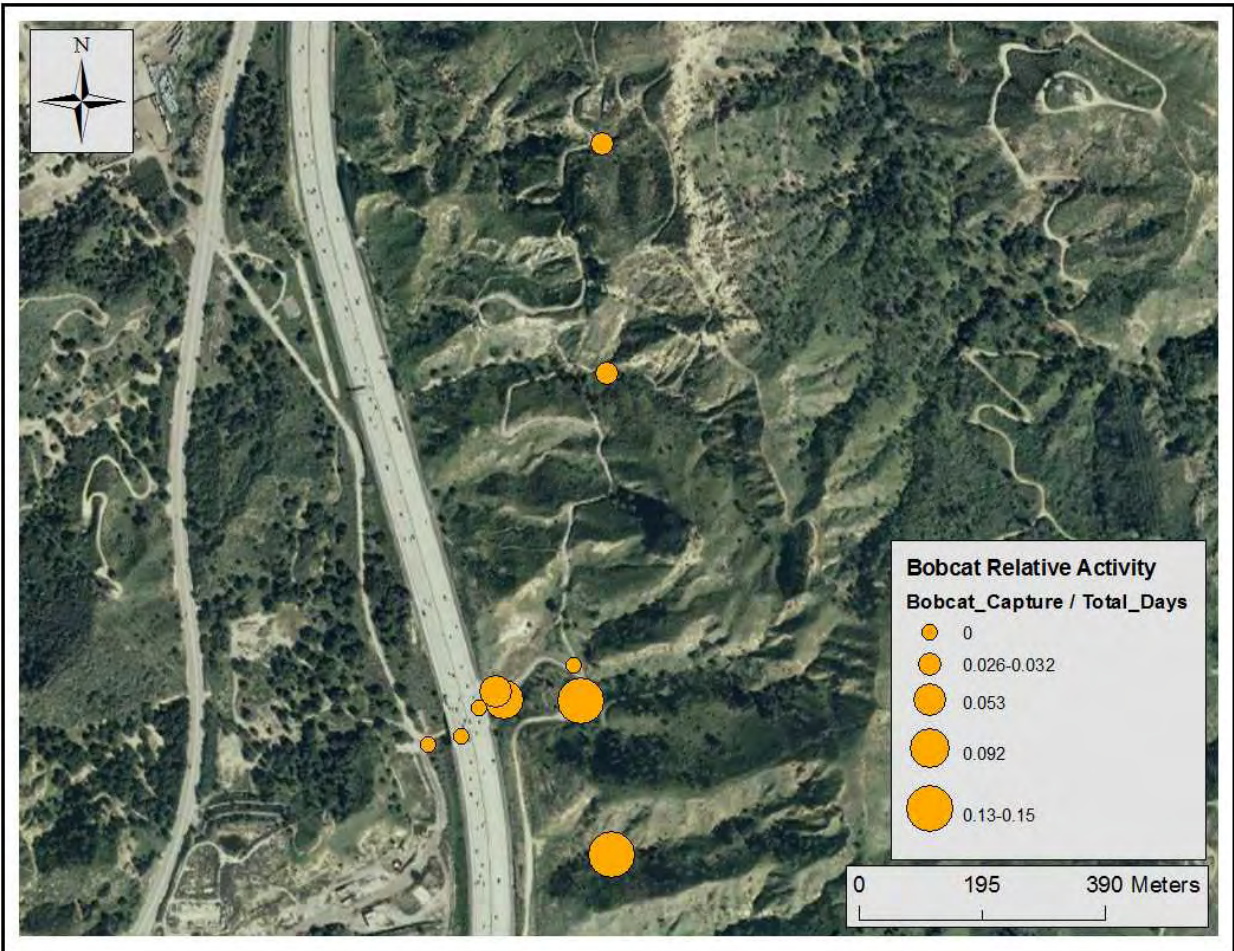 N
Bobcat Relative Activity
Bobcat_Capture / Total_Days
0
0.026-0.032
0.053
0.092
0.13-0.15
0 195 390 Meters